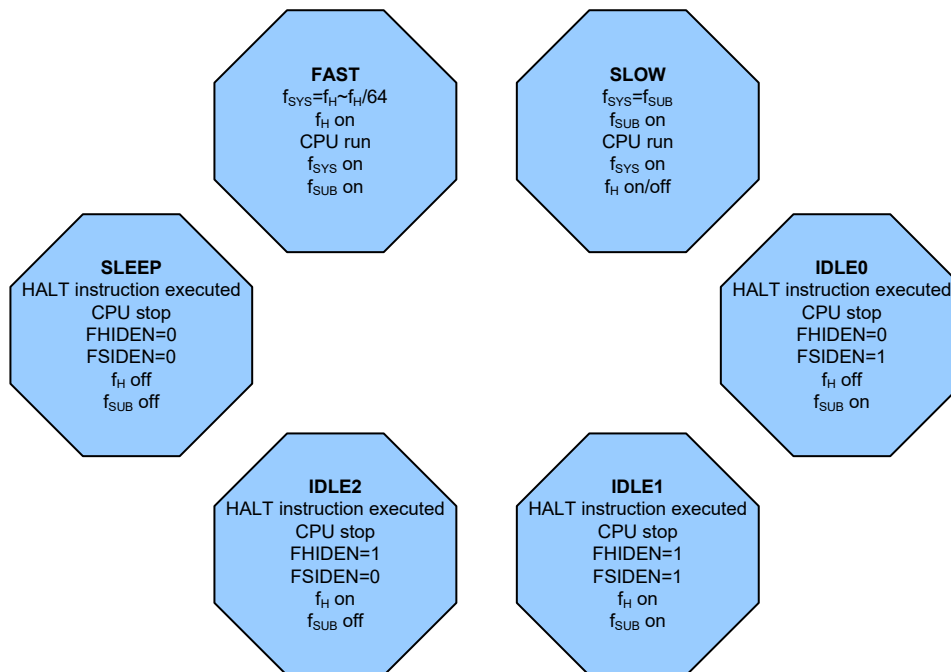 FAST
fSYS=fH~fH/64
fH on
CPU run
fSYS on
fSUB on
SLOW
fSYS=fSUB
fSUB on
CPU run
fSYS on
fH on/off
SLEEP
HALT instruction executed
CPU stop
FHIDEN=0
FSIDEN=0
fH off
fSUB off
IDLE0
HALT instruction executed
CPU stop
FHIDEN=0
FSIDEN=1
fH off
fSUB on
IDLE2
HALT instruction executed
CPU stop
FHIDEN=1
FSIDEN=0
fH on
fSUB off
IDLE1
HALT instruction executed
CPU stop
FHIDEN=1
FSIDEN=1
fH on
fSUB on